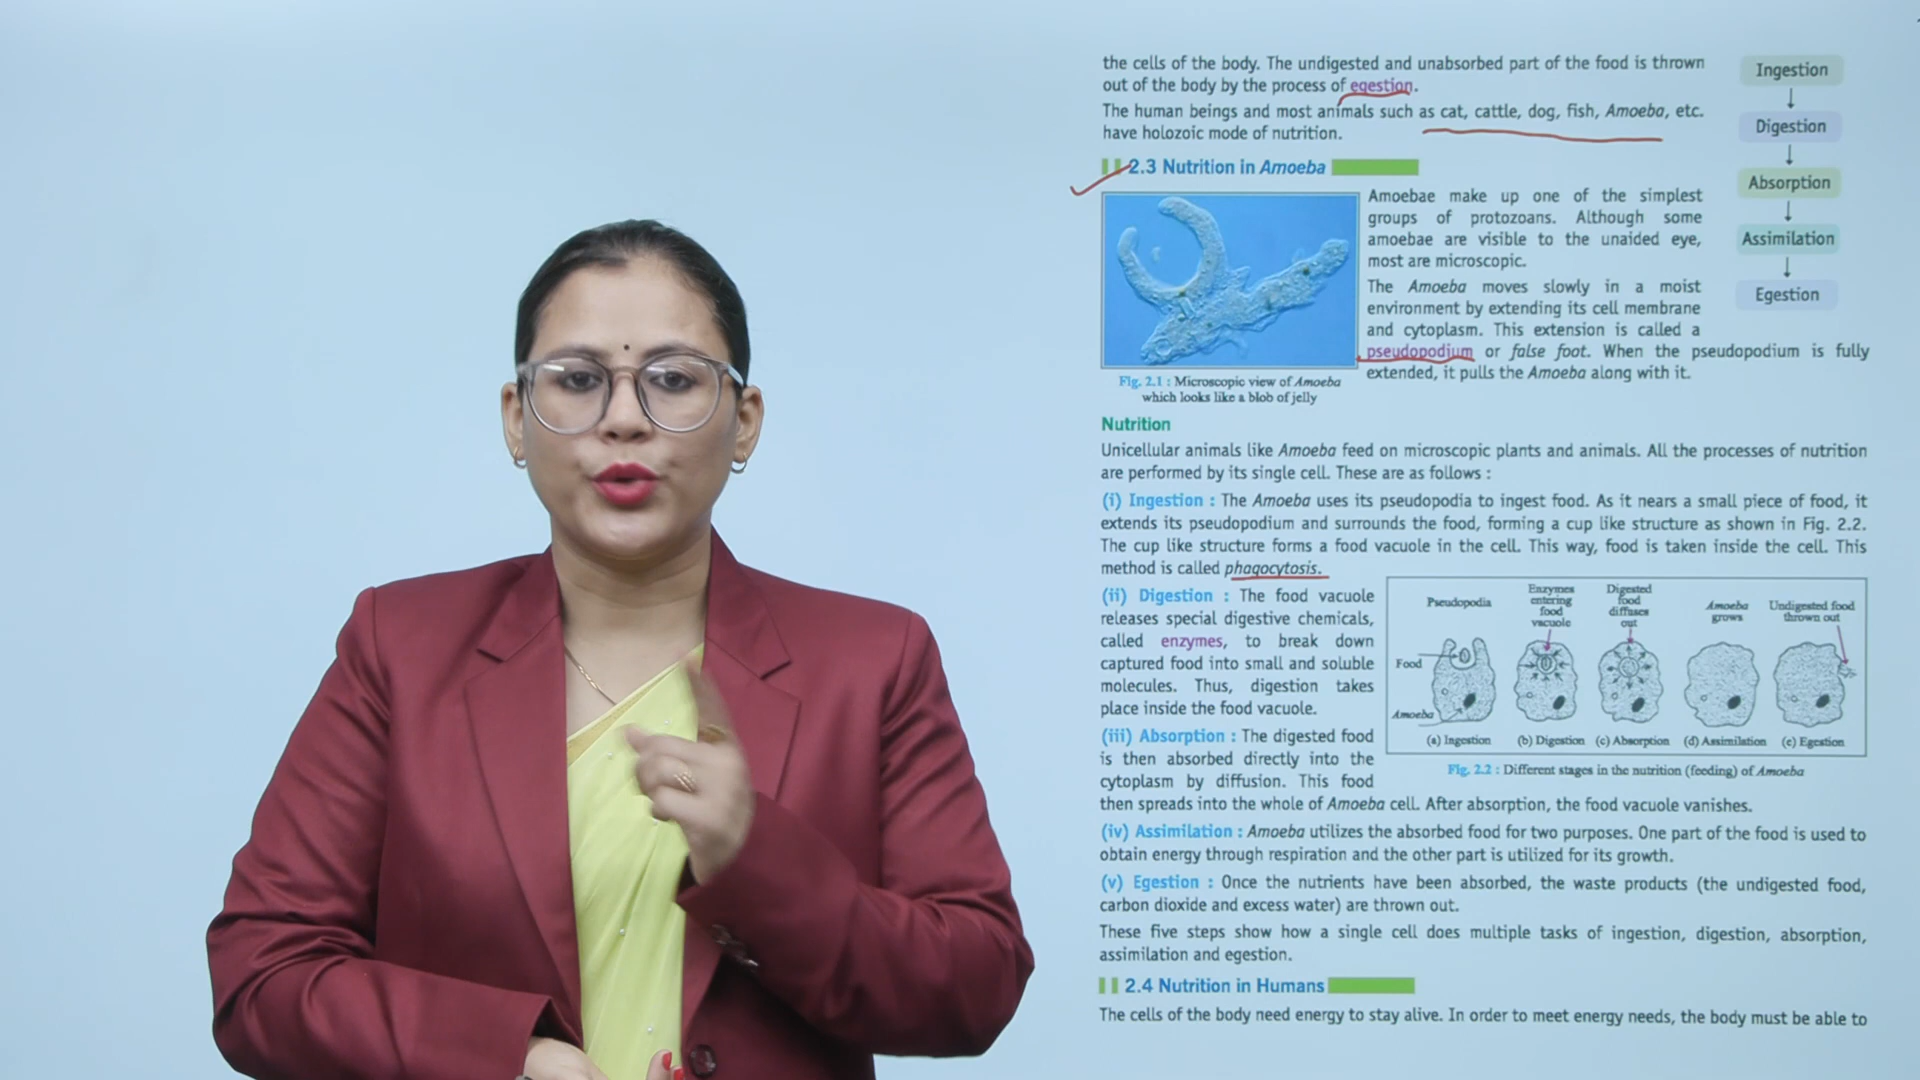 the cells of the body. The undigested and unabsorbed part of the food is thrown
out of the body by the process of egestion.
The human beings and most animals such as cat, cattle, dog, fish, Amoeba, etc.
have holozoic mode of nutrition.
Ingestion
Digestion
Absorption
Assimilation
Egestion
2.3 Nutrition in Amoeba
Amoebae make up one of the simplest
groups of protozoans. Although some
amoebae are visible to the unaided eye,
most are microscopic.
The Amoeba moves slowly in a moist
environment by extending its cell membrane
and cytoplasm. This extension is called a
pseudopodium or false foot. When the pseudopodium is fully
extended, it pulls the Amoeba along with it.
Fig. 2.1 : Microscopic view of Amoeba
which looks like a blob of jelly
Nutrition
Unicellular animals like Amoeba feed on microscopic plants and animals. All the processes of nutrition
are performed by its single cell. These are as follows :
(i) Ingestion : The Amoeba uses its pseudopodia to ingest food. As it nears a small piece of food, it
extends its pseudopodium and surrounds the food, forming a cup like structure as shown in Fig. 2.2.
The cup like structure forms a food vacuole in the cell. This way, food is taken inside the cell. This
method is called phagocytosis.
(ii) Digestion : The food vacuole
releases special digestive chemicals,
called enzymes, to break down
captured food into small and soluble
molecules. Thus, digestion takes
place inside the food vacuole.
(iii) Absorption : The digested food
is then absorbed directly into the
cytoplasm by diffusion. This food
then spreads into the whole of Amoeba cell. After absorption, the food vacuole vanishes.
Pseudopodia
Enzymes
entering
food
vacuole
Digested
food
diffuses
out
Amoeba
grows
Undigested food
thrown out
Food
Amoeba
(a) Ingestion
(b) Digestion
(c) Absorption
(d) Assimilation
(e) Egestion
Fig. 2.2 : Different stages in the nutrition (feeding) of Amoeba
(iv) Assimilation : Amoeba utilizes the absorbed food for two purposes. One part of the food is used to
obtain energy through respiration and the other part is utilized for its growth.
(v) Egestion : Once the nutrients have been absorbed, the waste products (the undigested food,
carbon dioxide and excess water) are thrown out.
These five steps show how a single cell does multiple tasks of ingestion, digestion, absorption,
assimilation and egestion.
2.4 Nutrition in Humans
The cells of the body need energy to stay alive. In order to meet energy needs, the body must be able to